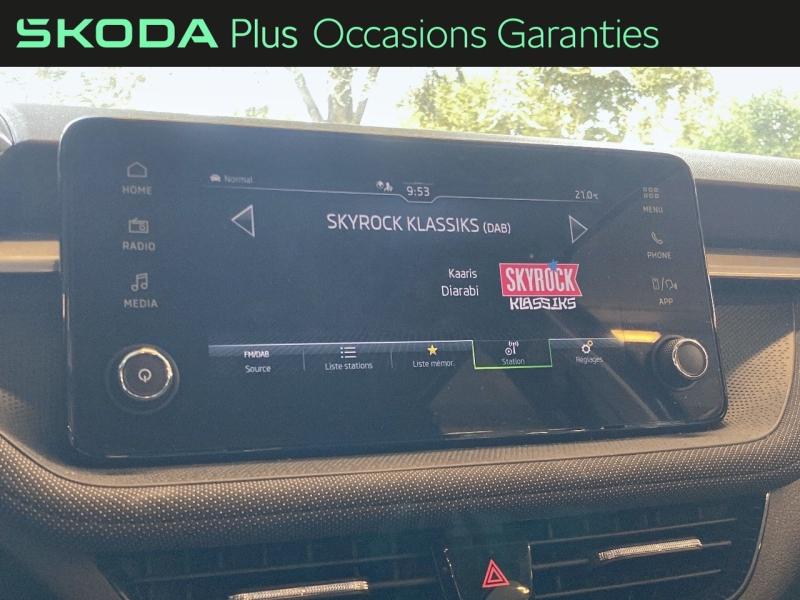 SKODA Plus Occasions Garanties
HOME
RADIO
MEDIA
Normal
9:53
21.0°C
SKYROCK KLASSIKS (DAB)
Kaaris
Diarabi
SKYROCK
KLASSIKS
FM/DAB
Source
Liste stations
Liste mémor.
Station
Réglages
MENU
PHONE
APP